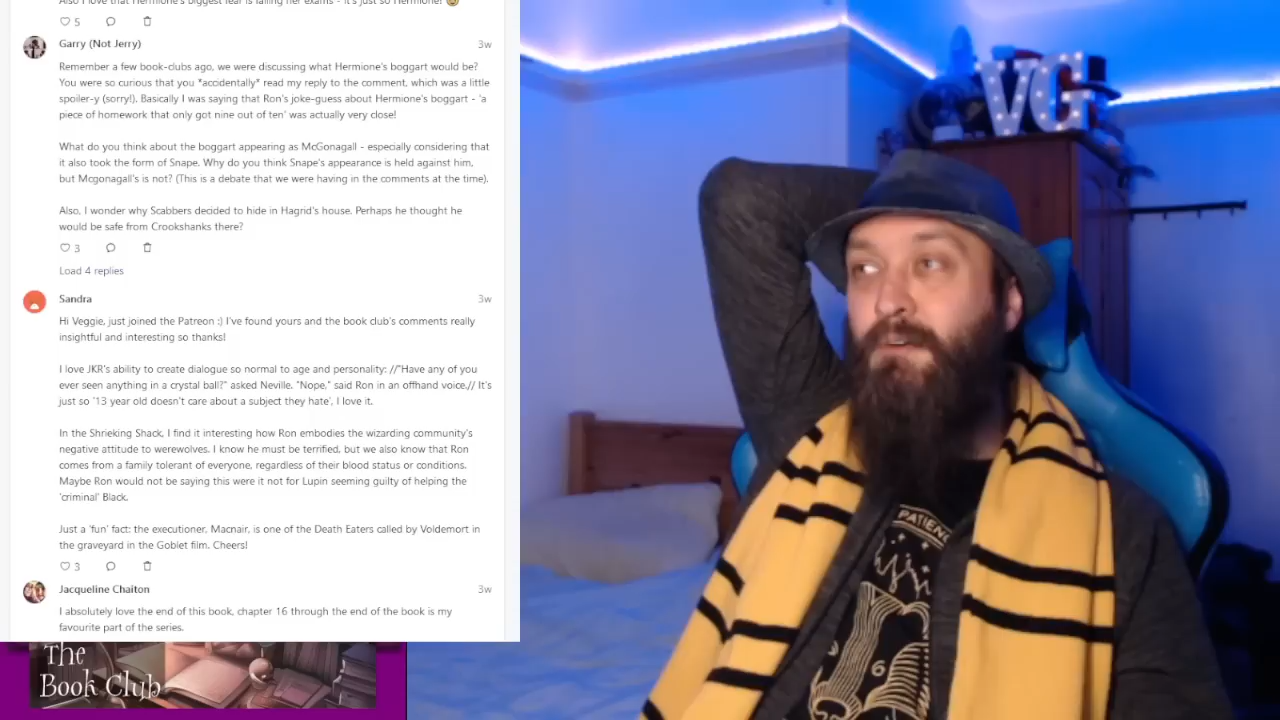 Also I love that Hermione's biggest fear is failing her exams - it's just so Hermione!
5
Garry (Not Jerry)
3w
Remember a few book-clubs ago, we were discussing what Hermione's boggart would be?
You were so curious that you *accidentally* read my reply to the comment, which was a little
spoiler-y (sorry!). Basically I was saying that Ron's joke-guess about Hermione's boggart - 'a
piece of homework that only got nine out of ten' was actually very close!
What do you think about the boggart appearing as McGonagall - especially considering that
it also took the form of Snape. Why do you think Snape's appearance is held against him,
but Mcgonagall's is not? (This is a debate that we were having in the comments at the time).
Also, I wonder why Scabbers decided to hide in Hagrid's house. Perhaps he thought he
would be safe from Crookshanks there?
3
Load 4 replies
Sandra
3w
Hi Veggie, just joined the Patreon :) I've found yours and the book club's comments really
insightful and interesting so thanks!
I love JKR's ability to create dialogue so normal to age and personality: //"Have any of you
ever seen anything in a crystal ball?" asked Neville. "Nope," said Ron in an offhand voice.// It's
just so '13 year old doesn't care about a subject they hate', I love it.
In the Shrieking Shack, I find it interesting how Ron embodies the wizarding community's
negative attitude to werewolves. I know he must be terrified, but we also know that Ron
comes from a family tolerant of everyone, regardless of their blood status or conditions.
Maybe Ron would not be saying this were it not for Lupin seeming guilty of helping the
'criminal' Black.
Just a 'fun' fact: the executioner, Macnair, is one of the Death Eaters called by Voldemort in
the graveyard in the Goblet film. Cheers!
3
Jacqueline Chaiton
3w
I absolutely love the end of this book, chapter 16 through the end of the book is my
favourite part of the series.
The
Book Club
VG
PATIENC
6